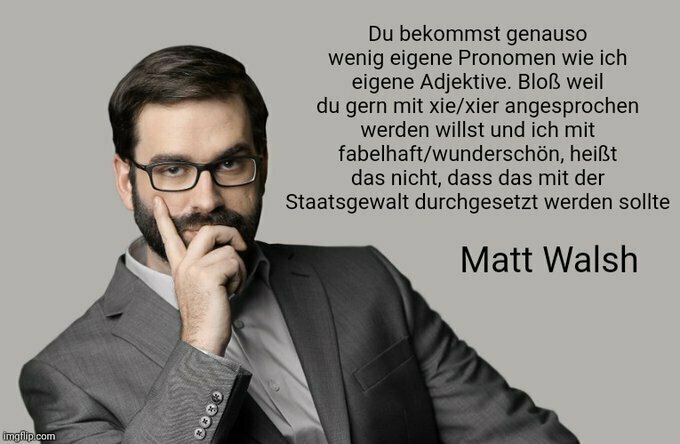 Du bekommst genauso
wenig eigene Pronomen wie ich
eigene Adjektive. Bloß weil
du gern mit xie/xier angesprochen
werden willst und ich mit
fabelhaft/wunderschön, heißt
das nicht, dass das mit der
Staatsgewalt durchgesetzt werden sollte
Matt Walsh
imgflip.com